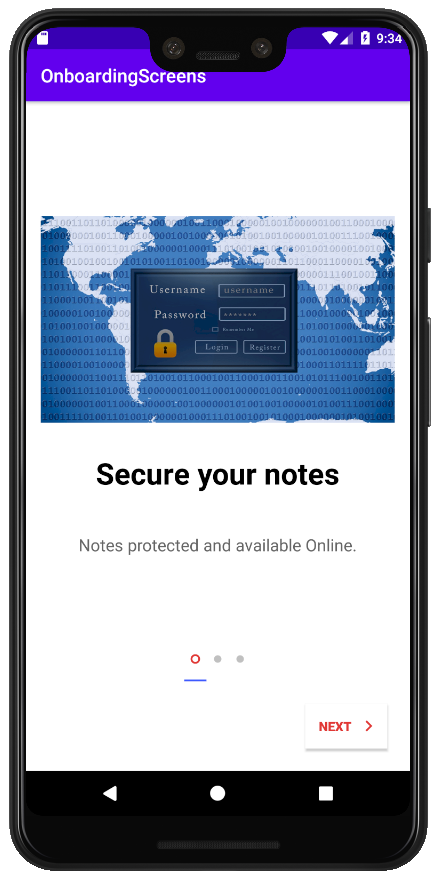 9:34
OnboardingScreens
Username username
Password *******
Remember Me
Login Register
Secure your notes
Notes protected and available Online.
NEXT